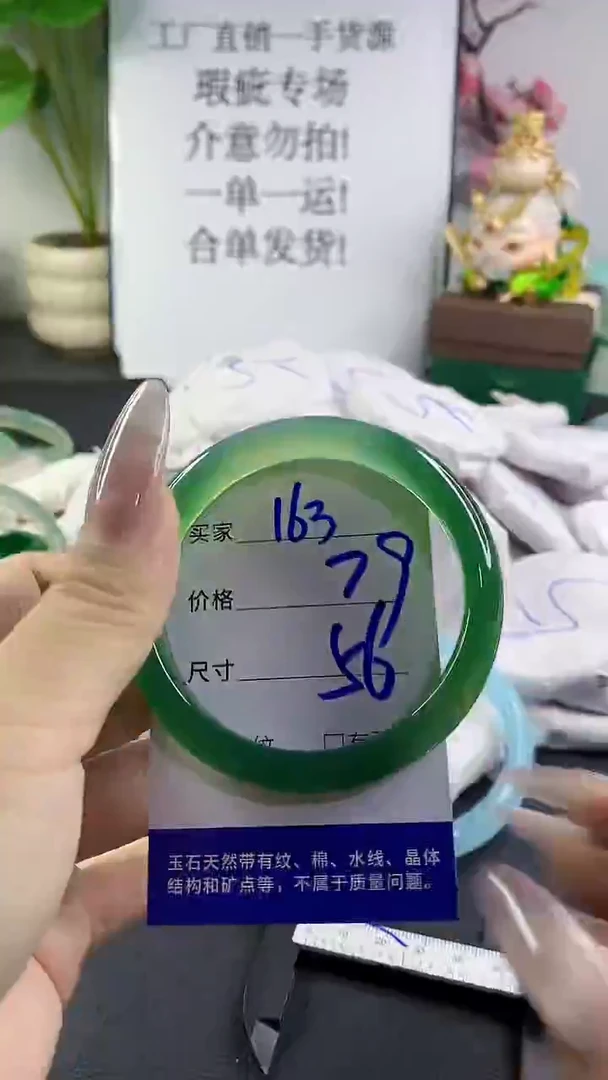 工厂直销一手货源
瑕疵专场
介意勿拍!
一单一运!
合单发货!
买家 163
价格 79
尺寸 56
纹 □有
玉石天然带有纹、棉、水线、晶体
结构和矿点等，不属于质量问题。